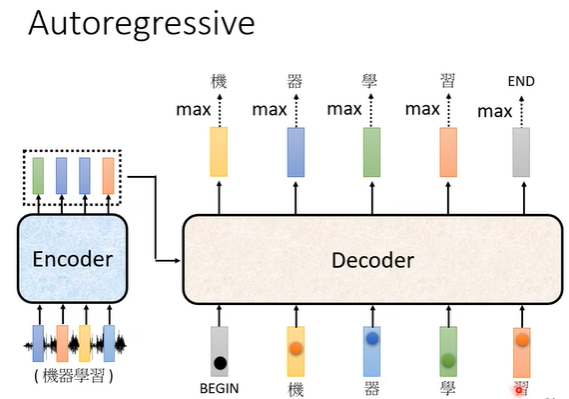 Autoregressive
機 器 學 習 END
max max max max max
Encoder
Decoder
(機器學習)
BEGIN 機 器 學 習